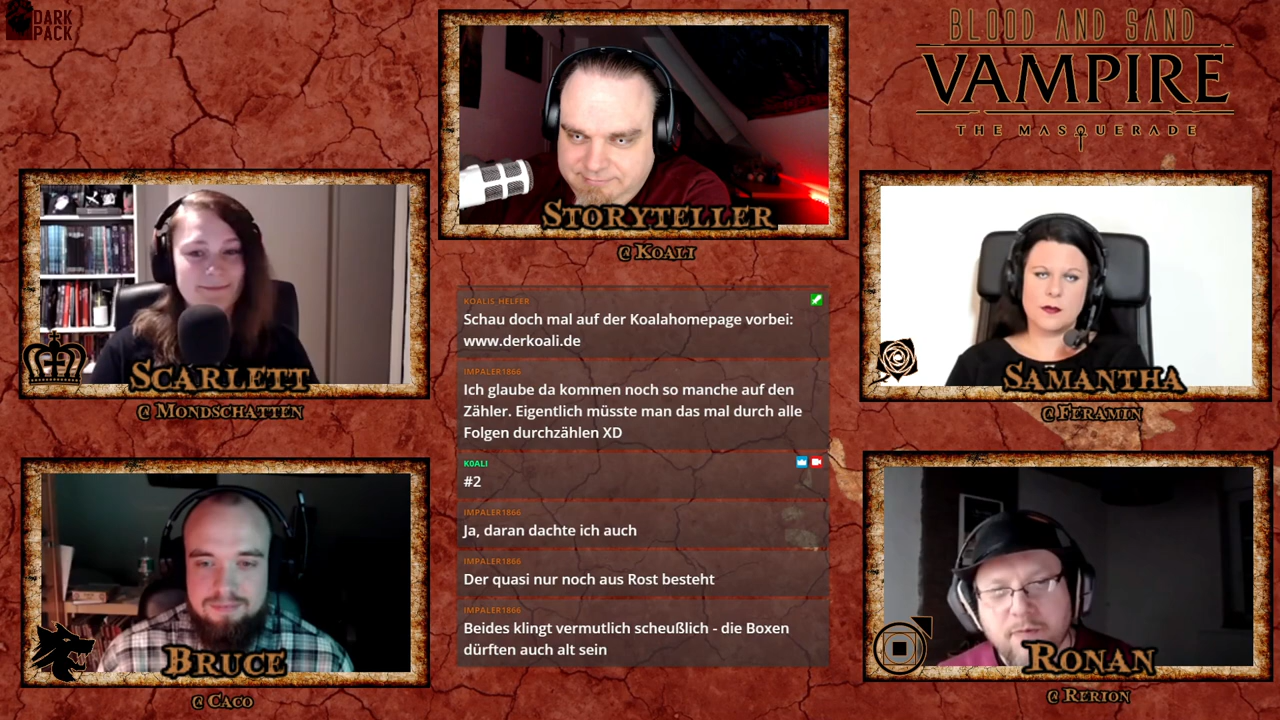 DARK
PACK
BLOOD AND SAND
VAMPIRE
THE MASQUERADE
STORYTELLER
@ KOALI
SCARLETT
@ MONDSCHATTEN
SAMANTHA
@ FERAMIN
KOALIS HELFER
Schau doch mal auf der Koalahomepage vorbei:
www.derkoali.de
IMPALER1866
Ich glaube da kommen noch so manche auf den
Zähler. Eigentlich müsste man das mal durch alle
Folgen durchzählen XD
K0ALI
#2
IMPALER1866
Ja, daran dachte ich auch
IMPALER1866
Der quasi nur noch aus Rost besteht
IMPALER1866
Beides klingt vermutlich scheußlich - die Boxen
dürften auch alt sein
BRUCE
@ CACO
RONAN
@ RERION